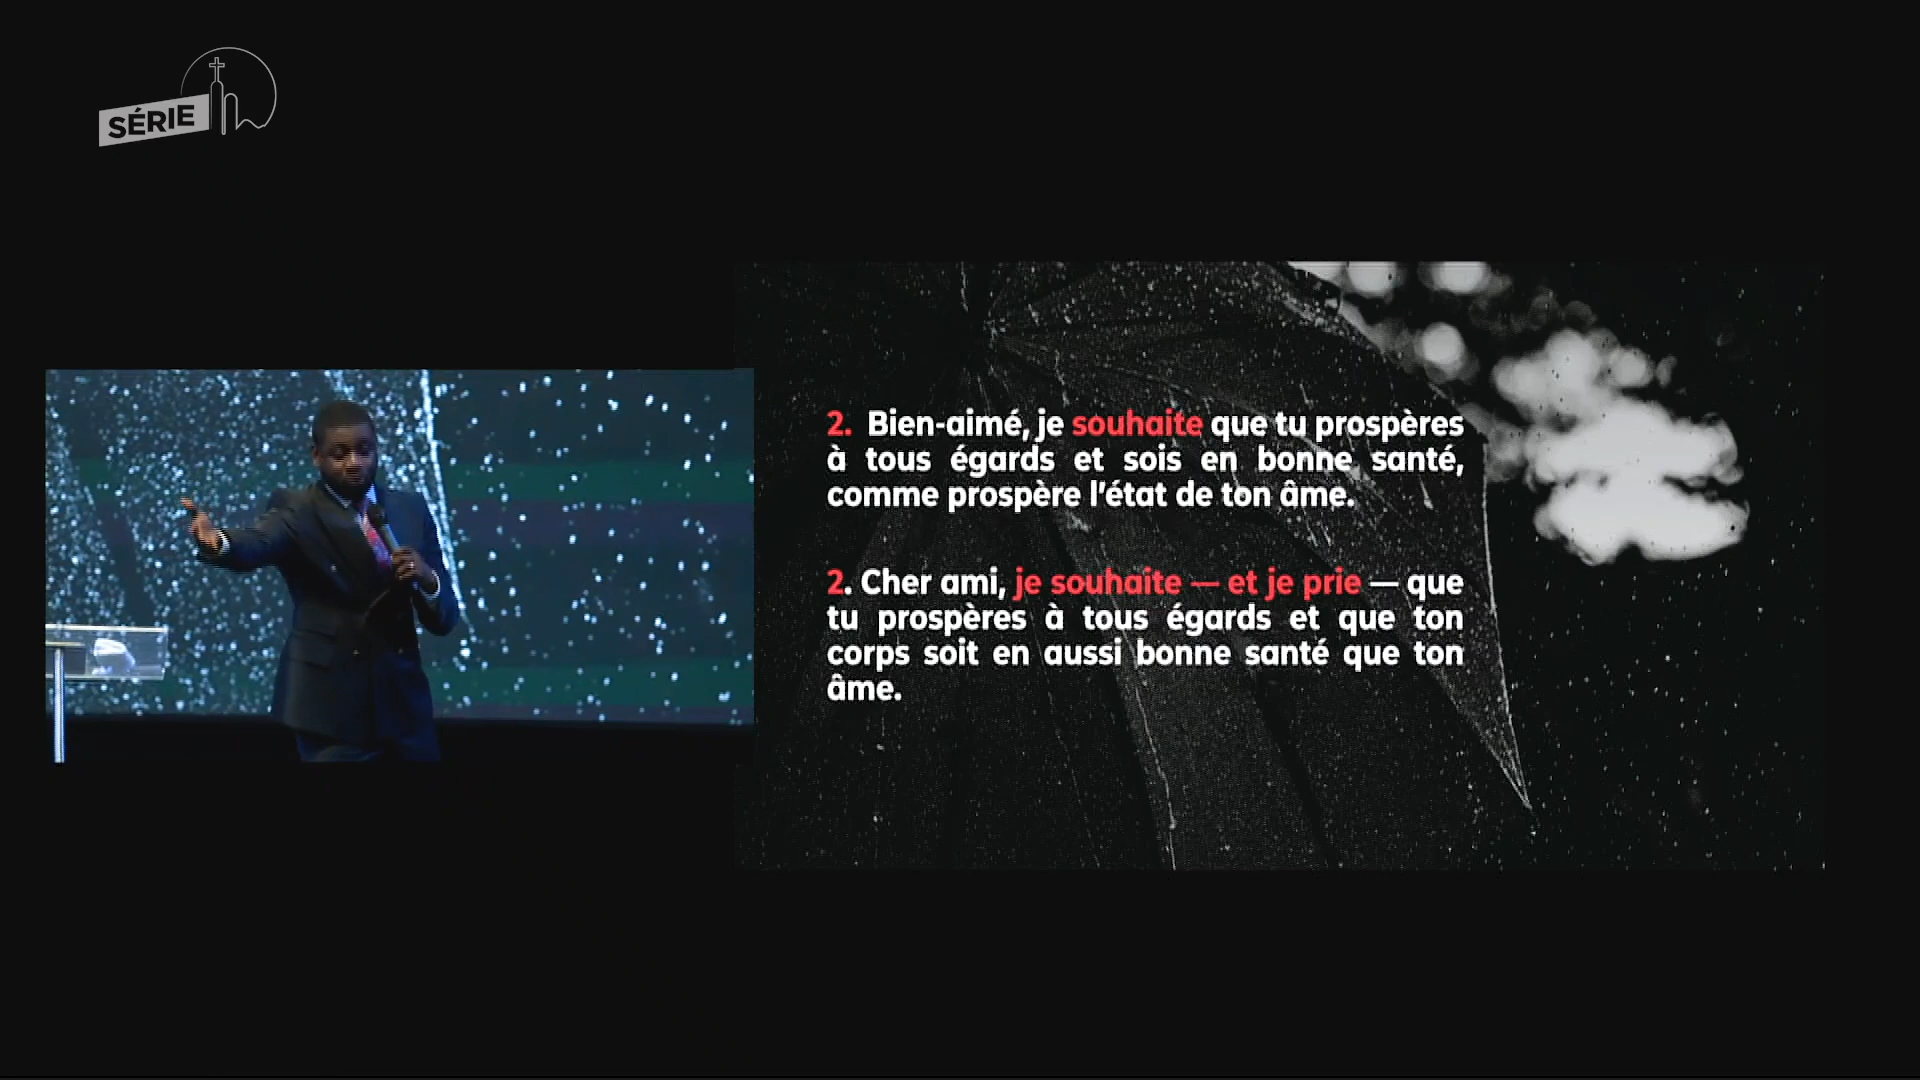 SÉRIE
2. Bien-aimé, je souhaite que tu prospères
à tous égards et sois en bonne santé,
comme prospère l'état de ton âme.
2. Cher ami, je souhaite — et je prie — que
tu prospères à tous égards et que ton
corps soit en aussi bonne santé que ton
âme.